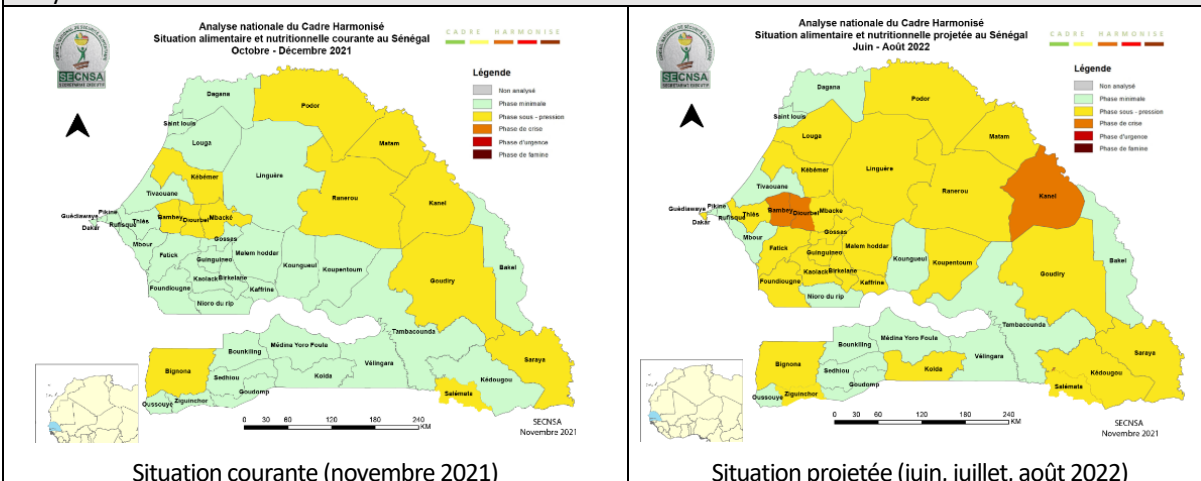 Analyse nationale du Cadre Harmonisé
Situation alimentaire et nutritionnelle courante au Sénégal
Octobre - Décembre 2021
CADRE HARMONISE
SECNSA
Légende
Non analysé
Phase minimale
Phase sous - pression
Phase de crise
Phase d'urgence
Phase de famine
Dagana
Podor
Saint louis
Louga
Matam
Linguère
Kébémer
Ranerou
Kanel
Tivaouane
Guédiawaye
Pikine
Dakar
Rufisque
Thiès
Bambey
Diourbel
Mbacké
Mbour
Gossas
Fatick
Guinguineo
Malem hoddar
Koungueul
Koupentoum
Bakel
Kaolack
Birkelane
Goudiry
Foundiougne
Kaffrine
Nioro du rip
Tambacounda
Bounkiling
Médina Yoro Foula
Vélingara
Saraya
Bignona
Sedhiou
Kolda
Kédougou
Goudomp
Salémata
Oussouye
Ziguinchor
0 30 60 120 180 240
KM
SECNSA
Novembre 2021
Situation courante (novembre 2021)
Analyse nationale du Cadre Harmonisé
Situation alimentaire et nutritionnelle projetée au Sénégal
Juin - Août 2022
CADRE HARMONISE
SECNSA
Légende
Non analysé
Phase minimale
Phase sous - pression
Phase de crise
Phase d'urgence
Phase de famine
Dagana
Podor
Saint louis
Louga
Matam
Linguère
Kébémer
Ranerou
Kanel
Tivaouane
Guédiawaye
Pikine
Dakar
Rufisque
Thiès
Bambey
Diourbel
Mbacké
Mbour
Gossas
Fatick
Guinguineo
Malem hoddar
Koungueul
Koupentoum
Bakel
Kaolack
Birkelane
Goudiry
Foundiougne
Kaffrine
Nioro du rip
Tambacounda
Bounkiling
Médina Yoro Foula
Vélingara
Saraya
Bignona
Sedhiou
Kolda
Kédougou
Goudomp
Salémata
Oussouye
Ziguinchor
0 30 60 120 180 240
KM
SECNSA
Novembre 2021
Situation projetée (juin, juillet, août 2022)